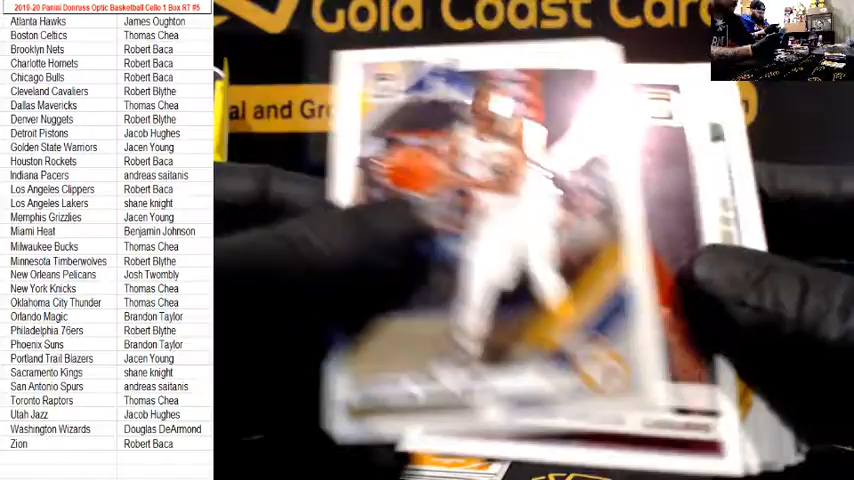 2019-20 Panini Donruss Optic Basketball Cello 1 Box RT #5
Atlanta Hawks James Oughton
Boston Celtics Thomas Chea
Brooklyn Nets Robert Baca
Charlotte Hornets Robert Baca
Chicago Bulls Robert Baca
Cleveland Cavaliers Robert Blythe
Dallas Mavericks Thomas Chea
Denver Nuggets Robert Blythe
Detroit Pistons Jacob Hughes
Golden State Warriors Jacen Young
Houston Rockets Robert Baca
Indiana Pacers andreas saitanis
Los Angeles Clippers Robert Baca
Los Angeles Lakers shane knight
Memphis Grizzlies Jacen Young
Miami Heat Benjamin Johnson
Milwaukee Bucks Thomas Chea
Minnesota Timberwolves Robert Blythe
New Orleans Pelicans Josh Twombly
New York Knicks Thomas Chea
Oklahoma City Thunder Thomas Chea
Orlando Magic Brandon Taylor
Philadelphia 76ers Robert Blythe
Phoenix Suns Brandon Taylor
Portland Trail Blazers Jacen Young
Sacramento Kings shane knight
San Antonio Spurs andreas saitanis
Toronto Raptors Thomas Chea
Utah Jazz Jacob Hughes
Washington Wizards Douglas DeArmond
Zion Robert Baca
Gold Coast Car
al and Gr